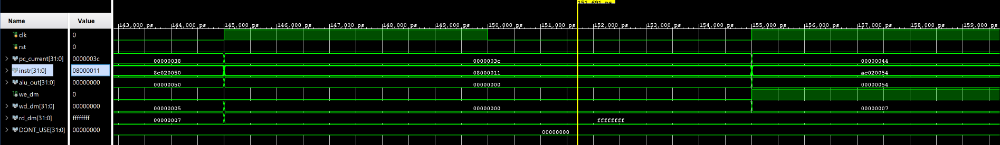 151,691 ps
Name Value
143,000 ps 144,000 ps 145,000 ps 146,000 ps 147,000 ps 148,000 ps 149,000 ps 150,000 ps 151,000 ps 152,000 ps 153,000 ps 154,000 ps 155,000 ps 156,000 ps 157,000 ps 158,000 ps 159,000 ps
clk 0
rst 0
pc_current[31:0] 0000003c 00000038 0000003c 00000044
instr[31:0] 08000011 8c020050 08000011 ac020054
alu_out[31:0] 00000000 00000050 00000000 00000054
we_dm 0
wd_dm[31:0] 00000000 00000005 00000000 00000007
rd_dm[31:0] ffffffff 00000007 ffffffff
DONT_USE[31:0] 00000000 00000000